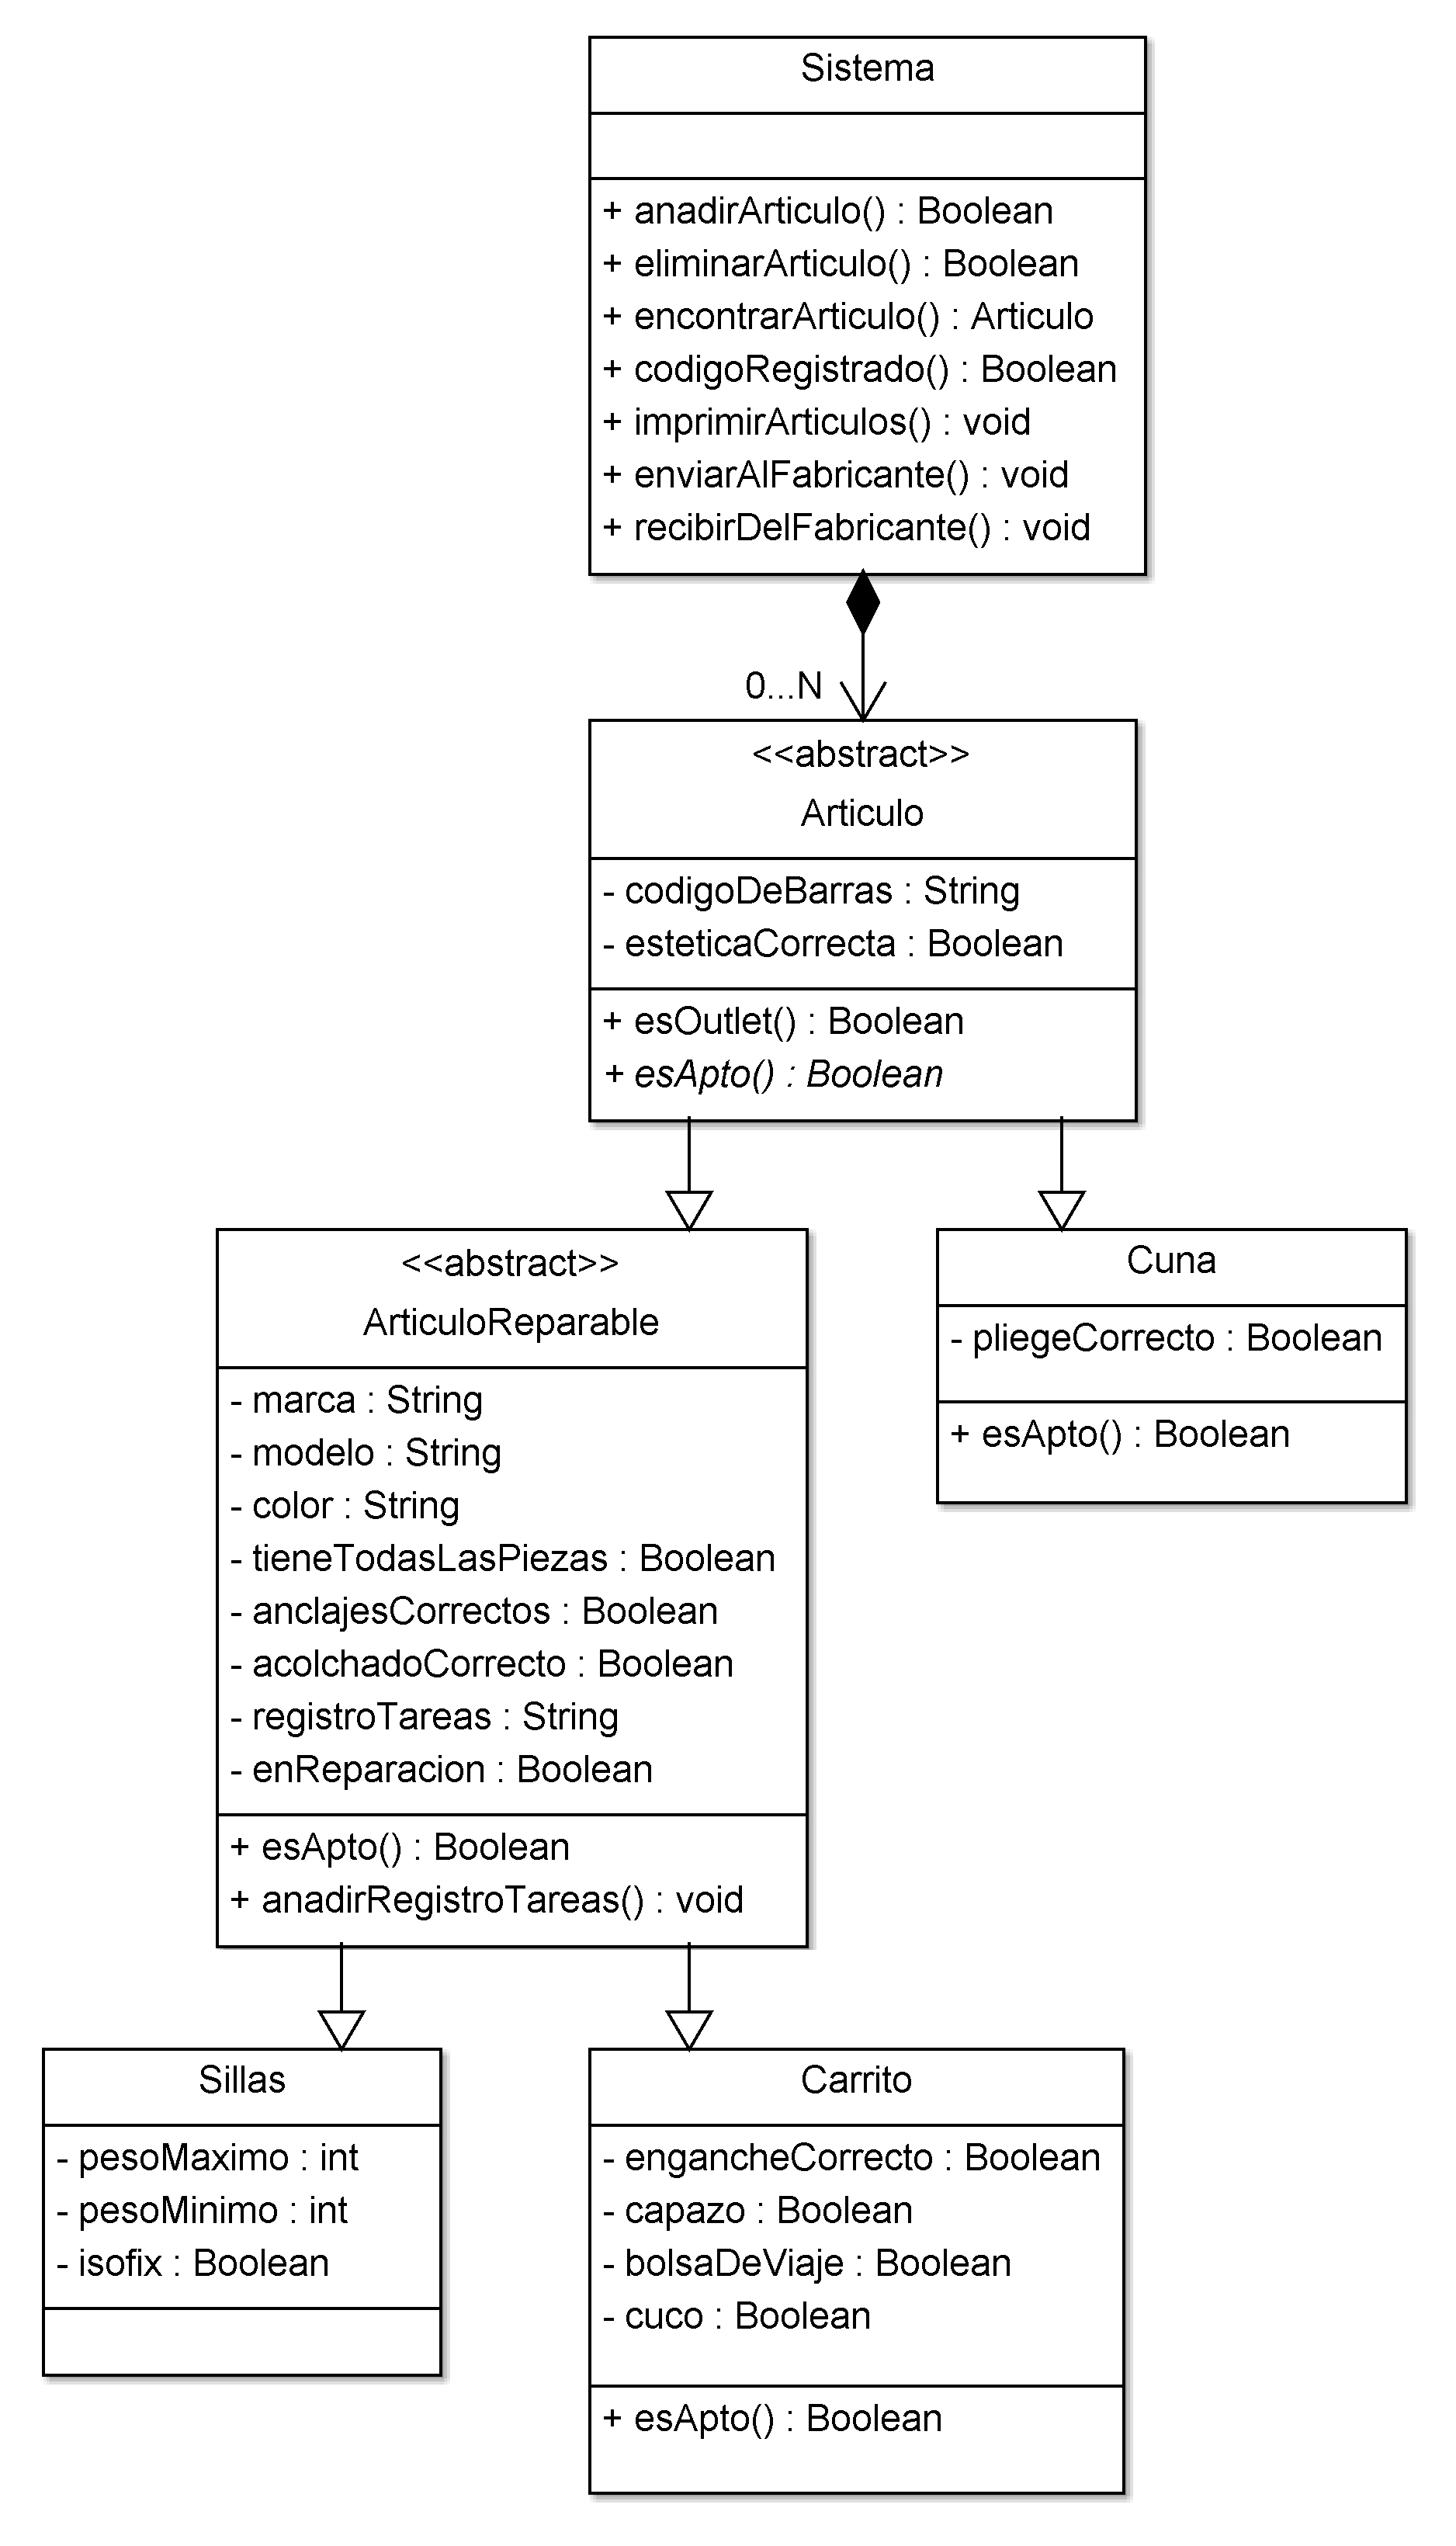 Sistema
+ anadirArticulo() : Boolean
+ eliminarArticulo() : Boolean
+ encontrarArticulo() : Articulo
+ codigoRegistrado() : Boolean
+ imprimirArticulos() : void
+ enviarAlFabricante() : void
+ recibirDelFabricante() : void
0...N
<<abstract>>
Articulo
- codigoDeBarras : String
- esteticaCorrecta : Boolean
+ esOutlet() : Boolean
+ esApto() : Boolean
<<abstract>>
ArticuloReparable
- marca : String
- modelo : String
- color : String
- tieneTodasLasPiezas : Boolean
- anclajesCorrectos : Boolean
- acolchadoCorrecto : Boolean
- registroTareas : String
- enReparacion : Boolean
+ esApto() : Boolean
+ anadirRegistroTareas() : void
Cuna
- pliegeCorrecto : Boolean
+ esApto() : Boolean
Sillas
- pesoMaximo : int
- pesoMinimo : int
- isofix : Boolean
Carrito
- engancheCorrecto : Boolean
- capazo : Boolean
- bolsaDeViaje : Boolean
- cuco : Boolean
+ esApto() : Boolean